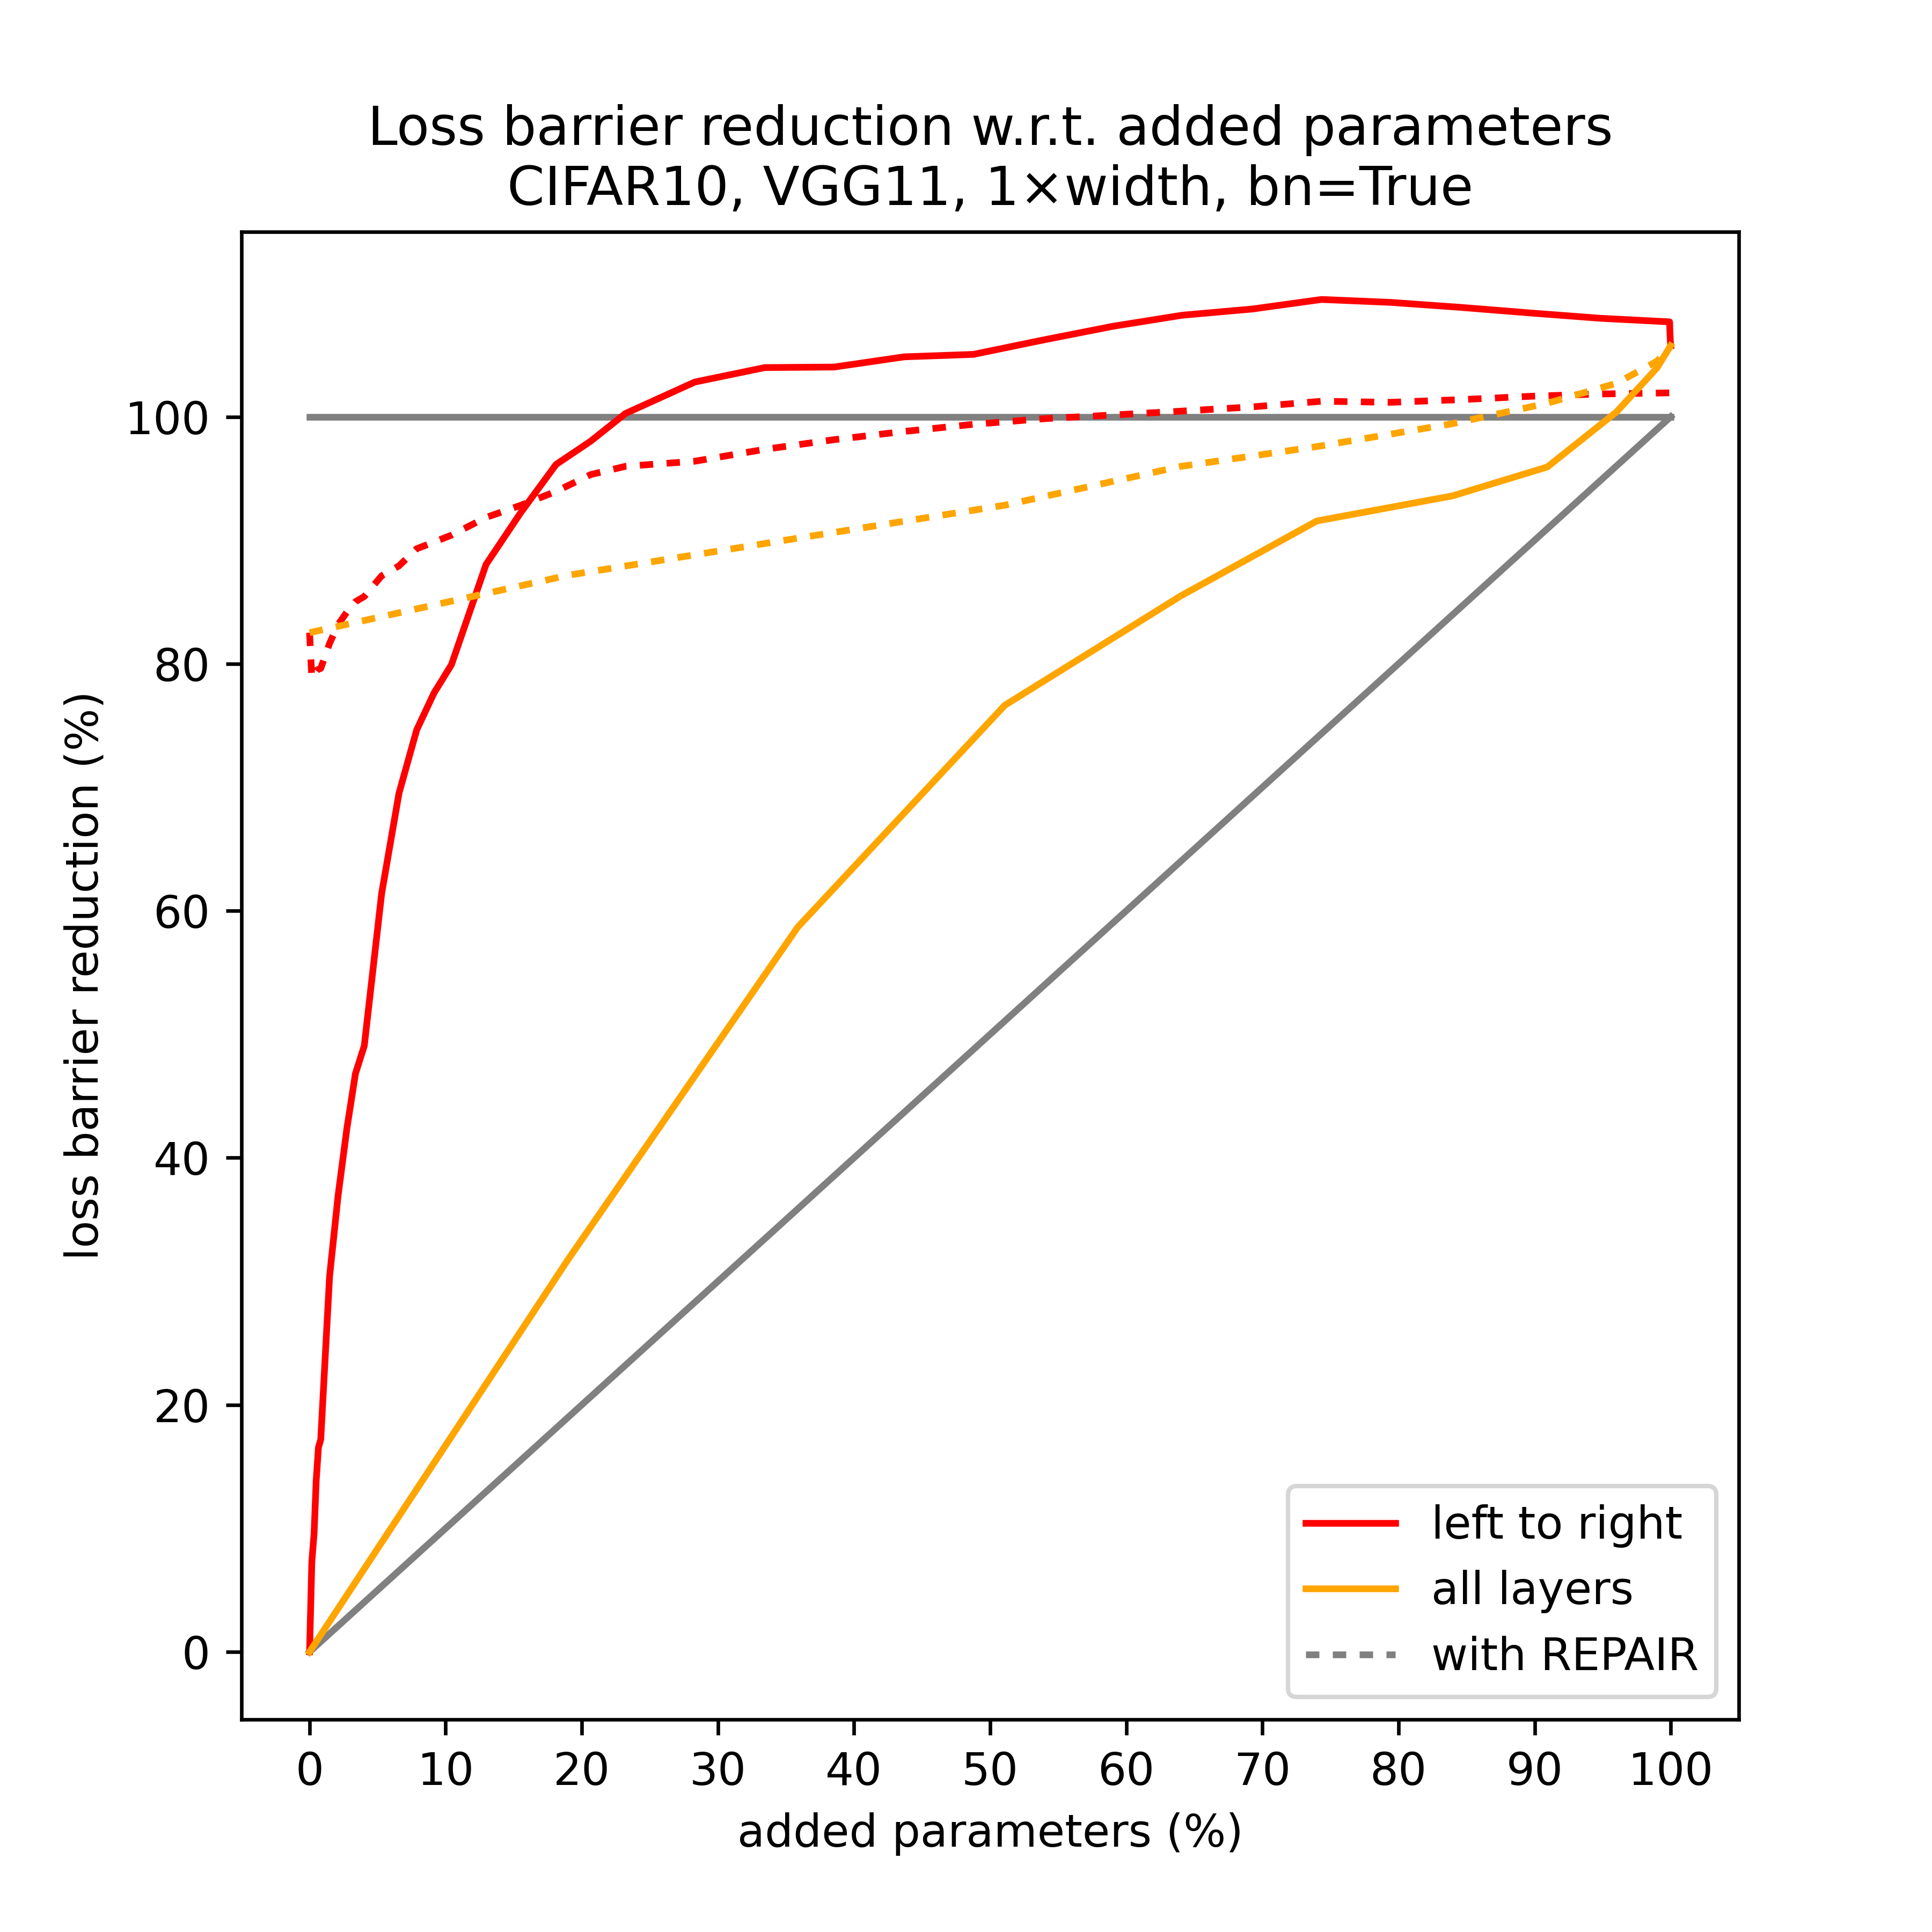 Loss barrier reduction w.r.t. added parameters
CIFAR10, VGG11, 1×width, bn=True
loss barrier reduction (%)
100
80
60
40
20
0
0 10 20 30 40 50 60 70 80 90 100
added parameters (%)
left to right
all layers
with REPAIR